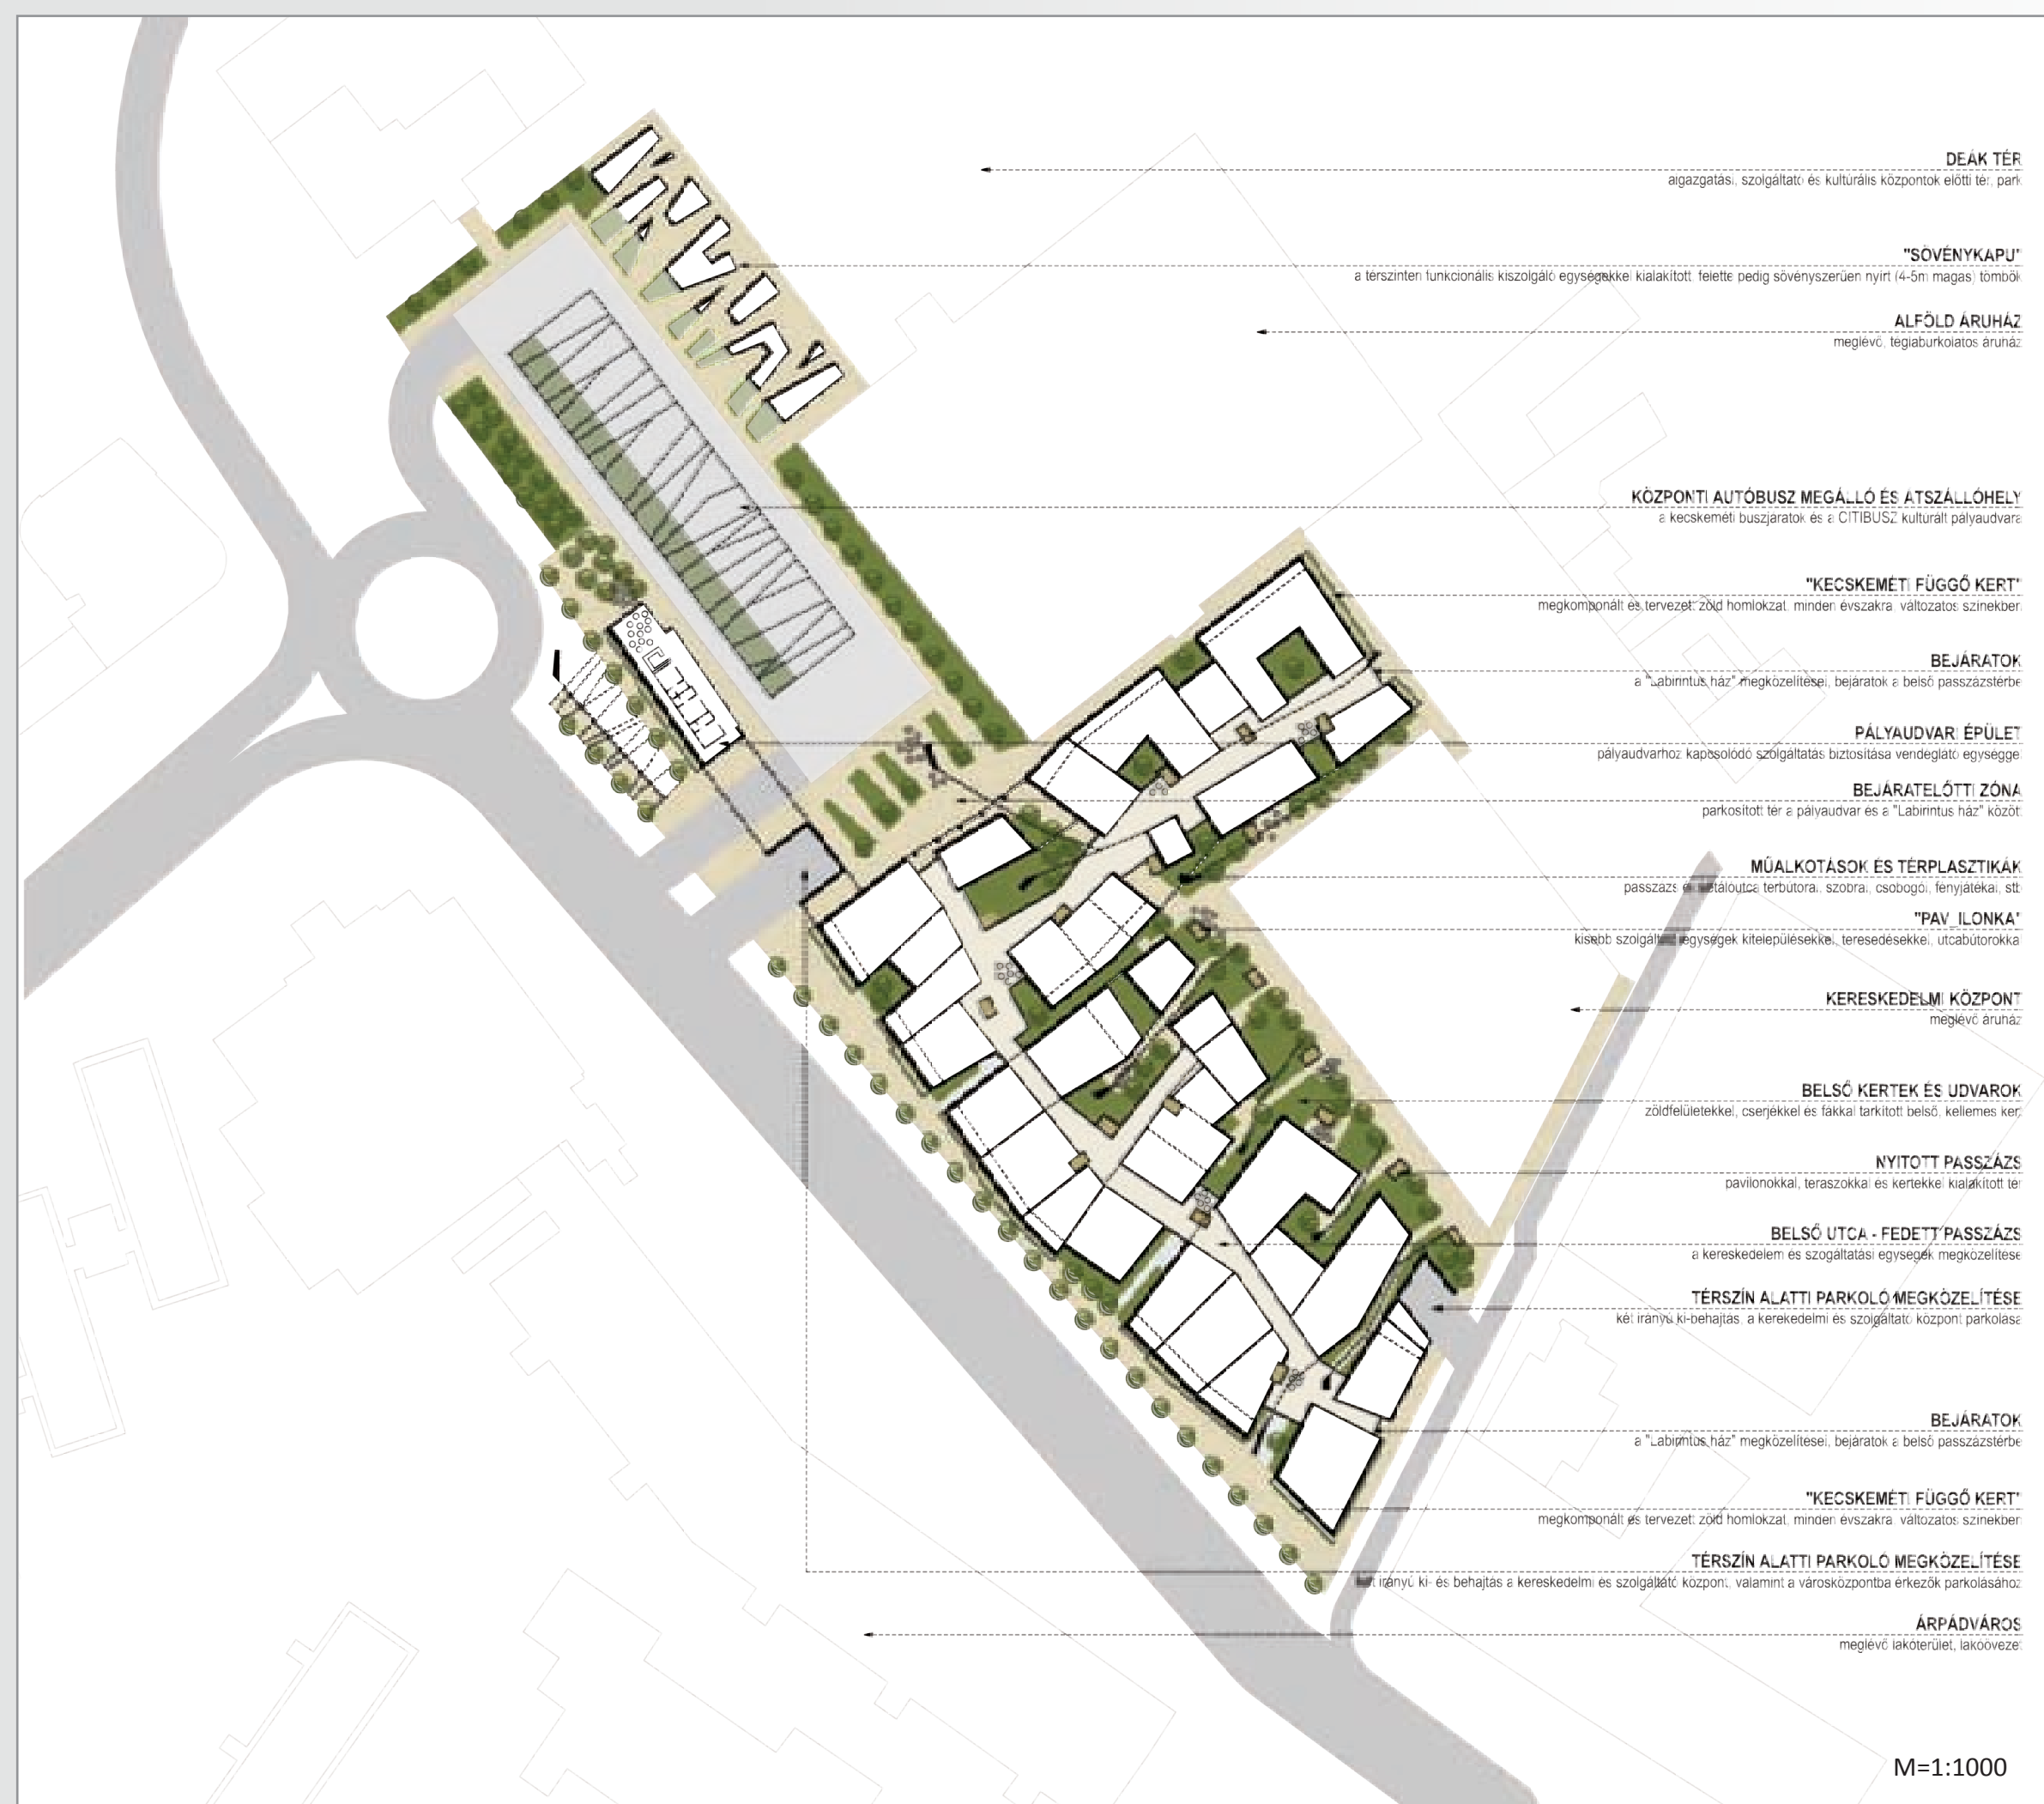 DEÁK TÉR
aigazgatási, szolgáltató és kultúrális központok előtti tér, park
"SÖVÉNYKAPU"
a térszinten funkcionális kiszolgáló egységekkel kialakított, felette pedig sövényszerűen nyírt (4-5m magas) tömbök
ALFÖLD ÁRUHÁZ
meglévő, téglaburkolatos áruház
KÖZPONTI AUTÓBUSZ MEGÁLLÓ ÉS ÁTSZÁLLÓHELY
a kecskeméti buszjáratok és a CITIBUSZ kultúrált pályaudvara
"KECSKEMÉTI FÜGGŐ KERT"
megkomponált és tervezett zöld homlokzat, minden évszakra, változatos színekben
BEJÁRATOK
a "Labirintus ház" megközelítései, bejáratok a belső passzázstérbe
PÁLYAUDVARI ÉPÜLET
pályaudvarhoz kapcsolódó szolgáltatás biztosítása vendéglátó egységgel
BEJÁRATELŐTTI ZÓNA
parkosított tér a pályaudvar és a "Labirintus ház" között
MŰALKOTÁSOK ÉS TÉRPLASZTIKÁK
passzázs és sétálóutca térbútorai, szobrai, csobogói, fényjátékai, stb
"PAV_ILONKA"
kisebb szolgáltató egységek kitelepülésekkel, teresedésekkel, utcabútorokkal
KERESKEDELMI KÖZPONT
meglévő áruház
BELSŐ KERTEK ÉS UDVAROK
zöldfelületekkel, cserjékkel és fákkal tarkított belső, kellemes kert
NYITOTT PASSZÁZS
pavilonokkal, teraszokkal és kertekkel kialakított tér
BELSŐ UTCA - FEDETT PASSZÁZS
a kereskedelem és szogáltatási egységek megközelítése
TÉRSZÍN ALATTI PARKOLÓ MEGKÖZELÍTÉSE
két irányú ki-behajtás, a kerekedelmi és szolgáltató központ parkolása
BEJÁRATOK
a "Labirintus ház" megközelítései, bejáratok a belső passzázstérbe
"KECSKEMÉTI FÜGGŐ KERT"
megkomponált és tervezett zöld homlokzat, minden évszakra, változatos színekben
TÉRSZÍN ALATTI PARKOLÓ MEGKÖZELÍTÉSE
két irányú ki- és behajtás a kereskedelmi és szolgáltató központ, valamint a városközpontba érkezők parkolásához
ÁRPÁDVÁROS
meglévő lakóterület, lakóövezet
M=1:1000